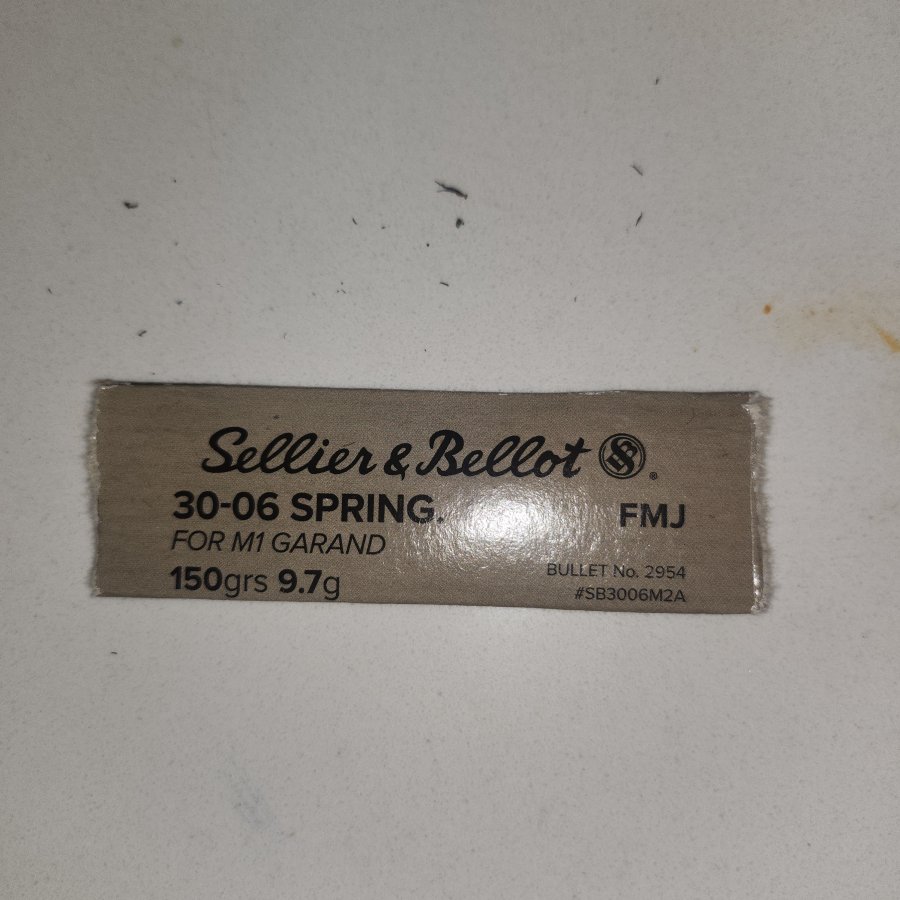 Sellier & Bellot
30-06 SPRING. FMJ
FOR M1 GARAND
150grs 9.7g
BULLET No. 2954
#SB3006M2A